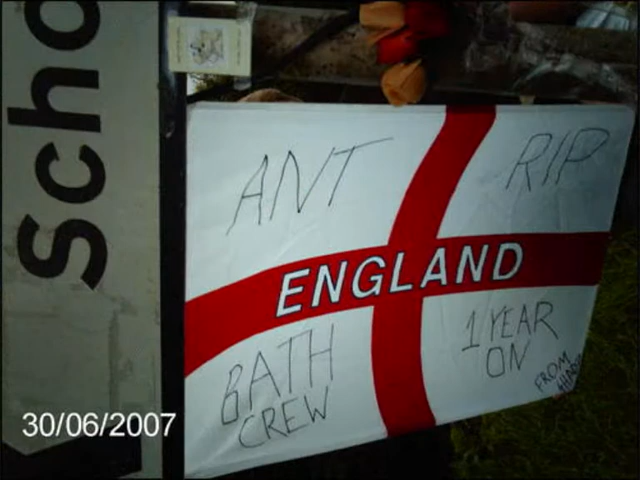 Scho
ANT
RIP
ENGLAND
BATH
CREW
1 YEAR
ON
FROM
30/06/2007